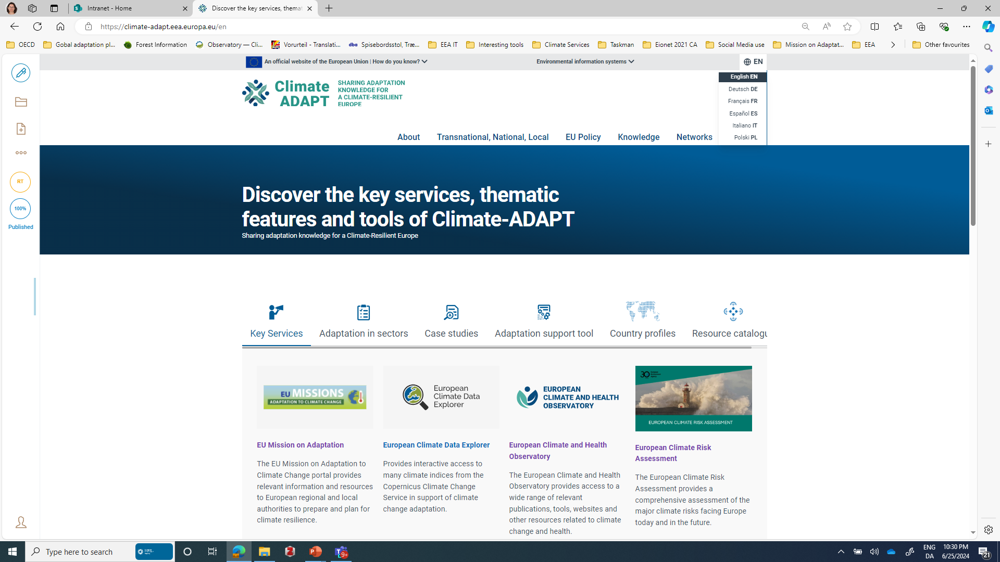 Intranet - Home
Discover the key services, themat
https://climate-adapt.eea.europa.eu/en
OECD
Gobal adaptation pl...
Forest Information
Observatory — Cli...
Vorurteil - Translati...
dba Spisebordsstol, Træ...
EEA IT
Interesting tools
Climate Services
Taskman
Eionet 2021 CA
Social Media use
Mission on Adaptat...
EEA
Other favourites
An official website of the European Union | How do you know?
Environmental information systems
EN
English EN
Deutsch DE
Français FR
Español ES
Italiano IT
Polski PL
Climate
ADAPT
SHARING ADAPTATION
KNOWLEDGE FOR
A CLIMATE-RESILIENT
EUROPE
About
Transnational, National, Local
EU Policy
Knowledge
Networks
RT
100%
Published
Discover the key services, thematic
features and tools of Climate-ADAPT
Sharing adaptation knowledge for a Climate-Resilient Europe
Key Services
Adaptation in sectors
Case studies
Adaptation support tool
Country profiles
Resource catalogu
EU MISSIONS
ADAPTATION TO CLIMATE CHANGE
European
Climate Data
Explorer
EUROPEAN
CLIMATE AND HEALTH
OBSERVATORY
30
EUROPEAN CLIMATE RISK ASSESSMENT
EU Mission on Adaptation
The EU Mission on Adaptation to
Climate Change portal provides
relevant information and resources
to European regional and local
authorities to prepare and plan for
climate resilience.
European Climate Data Explorer
Provides interactive access to
many climate indices from the
Copernicus Climate Change
Service in support of climate
change adaptation.
European Climate and Health
Observatory
The European Climate and Health
Observatory provides access to a
wide range of relevant
publications, tools, websites and
other resources related to climate
change and health.
European Climate Risk
Assessment
The European Climate Risk
Assessment provides a
comprehensive assessment of the
major climate risks facing Europe
today and in the future.
Type here to search
9+
ENG
DA
10:30 PM
6/25/2024
21